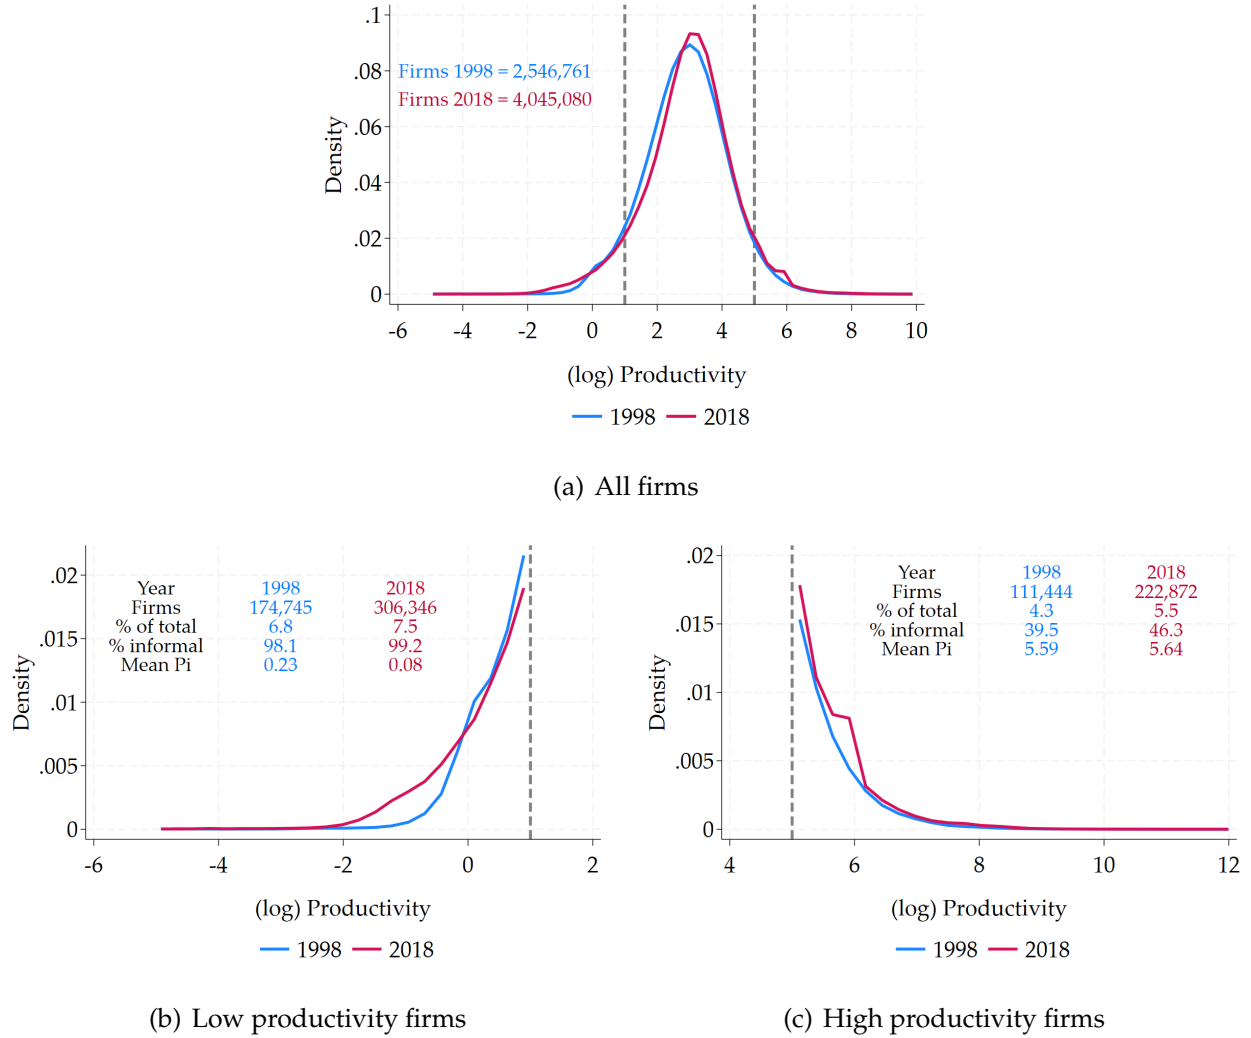 .1
.08
.06
.04
.02
0
Density
Firms 1998 = 2,546,761
Firms 2018 = 4,045,080
-6 -4 -2 0 2 4 6 8 10
(log) Productivity
1998 2018
(a) All firms
.02
.015
.01
.005
0
Density
Year 1998 2018
Firms 174,745 306,346
% of total 6.8 7.5
% informal 98.1 99.2
Mean Pi 0.23 0.08
-6 -4 -2 0 2
(log) Productivity
1998 2018
(b) Low productivity firms
.02
.015
.01
.005
0
Density
Year 1998 2018
Firms 111,444 222,872
% of total 4.3 5.5
% informal 39.5 46.3
Mean Pi 5.59 5.64
4 6 8 10 12
(log) Productivity
1998 2018
(c) High productivity firms